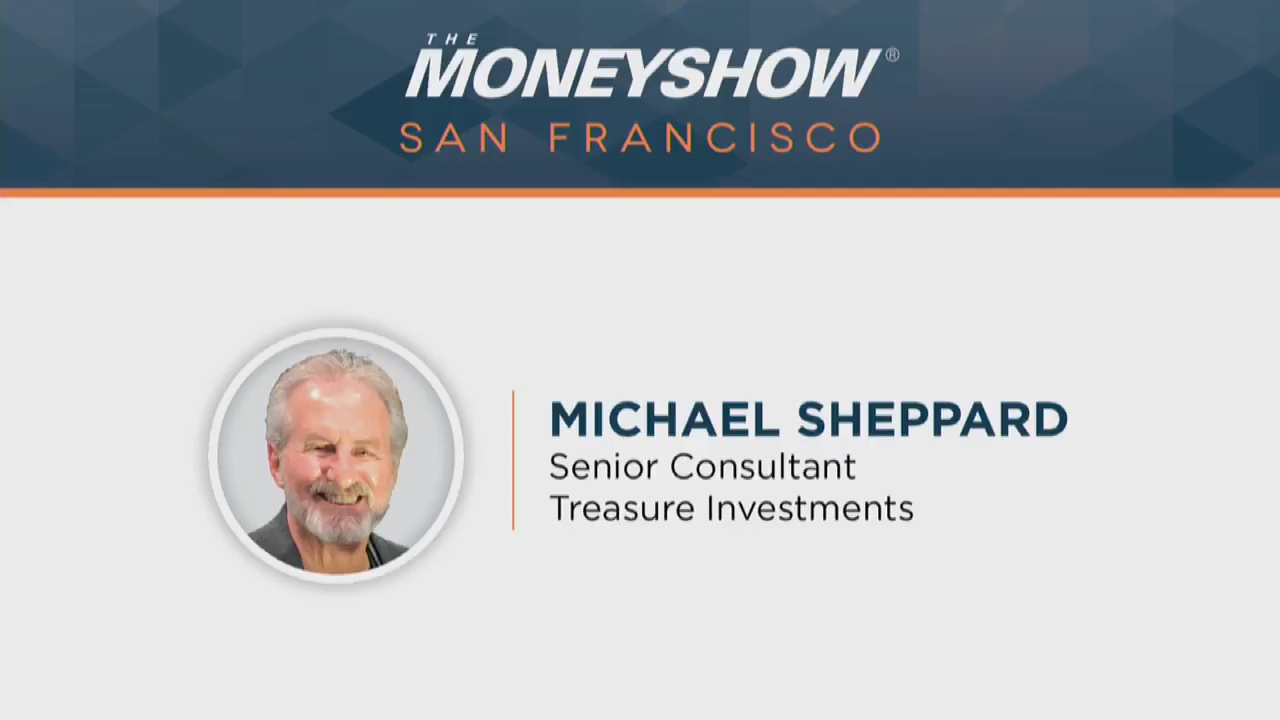 THE
MONEYSHOW®
SAN FRANCISCO
MICHAEL SHEPPARD
Senior Consultant
Treasure Investments